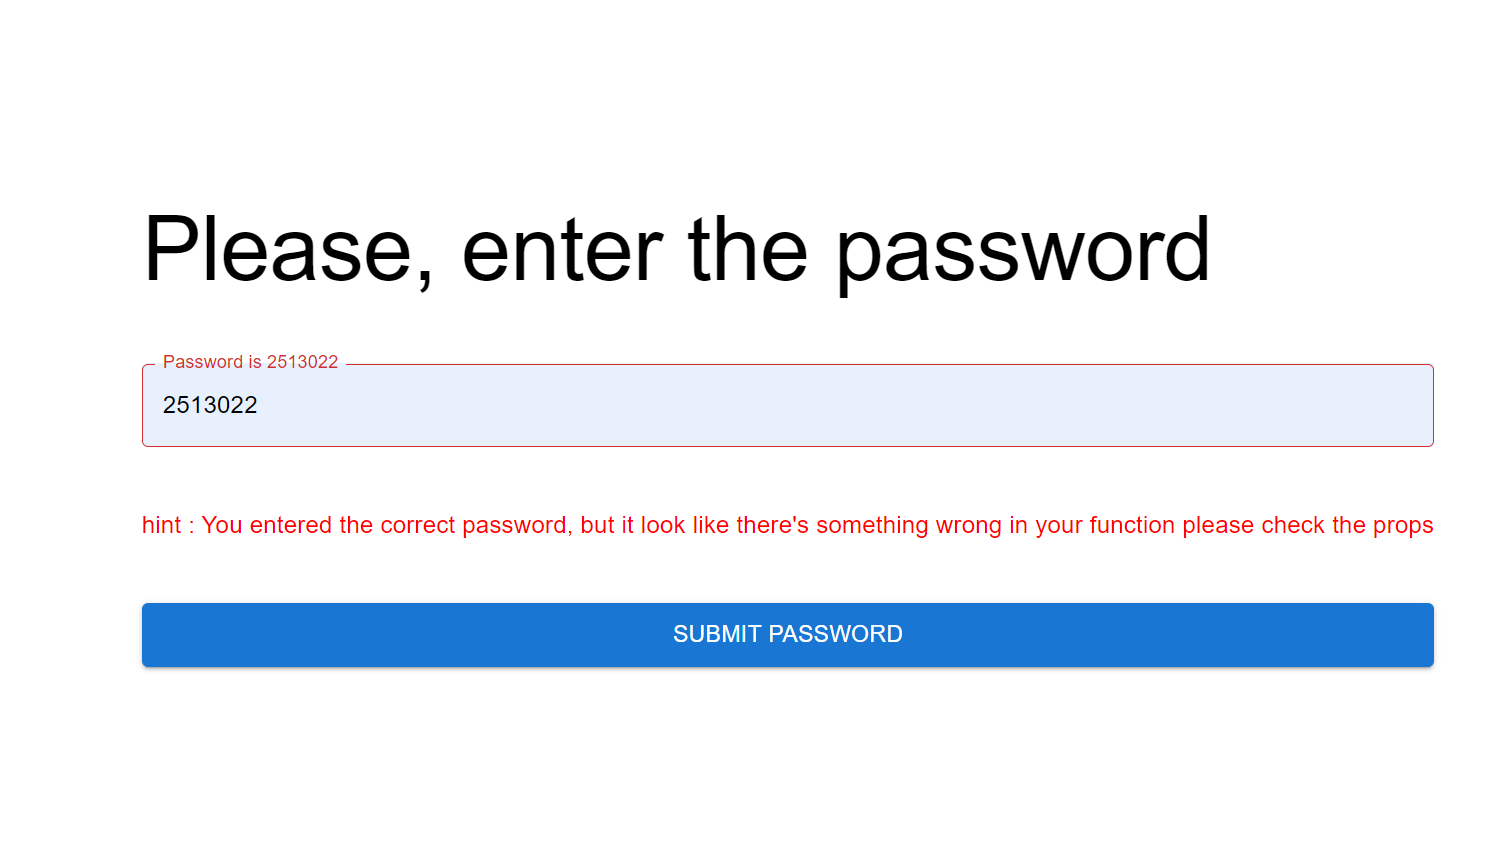 Please, enter the password
Password is 2513022
2513022
hint : You entered the correct password, but it look like there's something wrong in your function please check the props
SUBMIT PASSWORD